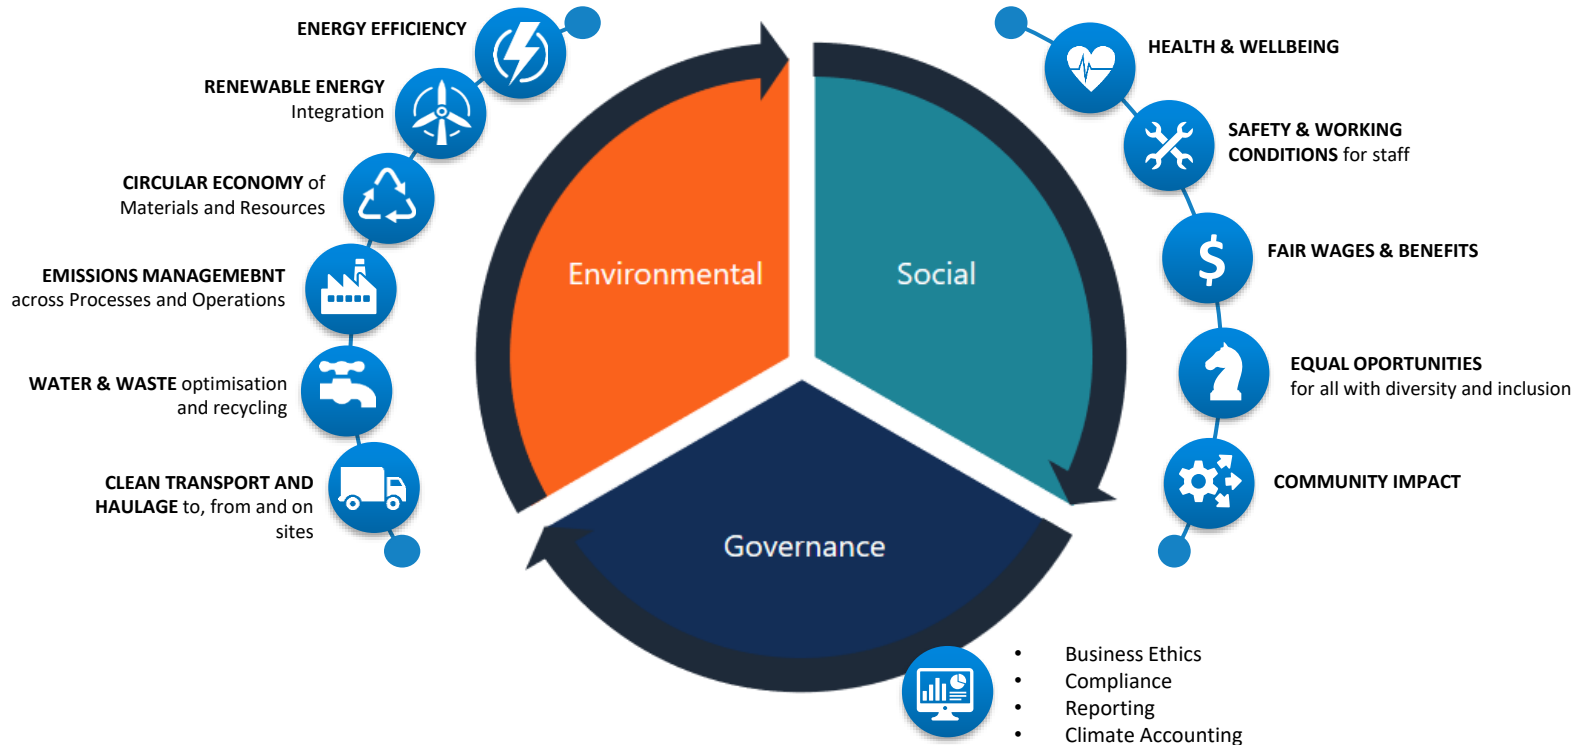 ENERGY EFFICIENCY
RENEWABLE ENERGY
Integration
CIRCULAR ECONOMY of
Materials and Resources
EMISSIONS MANAGEMEBNT
across Processes and Operations
WATER & WASTE optimisation
and recycling
CLEAN TRANSPORT AND
HAULAGE to, from and on
sites
Environmental
Social
Governance
HEALTH & WELLBEING
SAFETY & WORKING
CONDITIONS for staff
$
FAIR WAGES & BENEFITS
EQUAL OPORTUNITIES
for all with diversity and inclusion
COMMUNITY IMPACT
• Business Ethics
• Compliance
• Reporting
• Climate Accounting